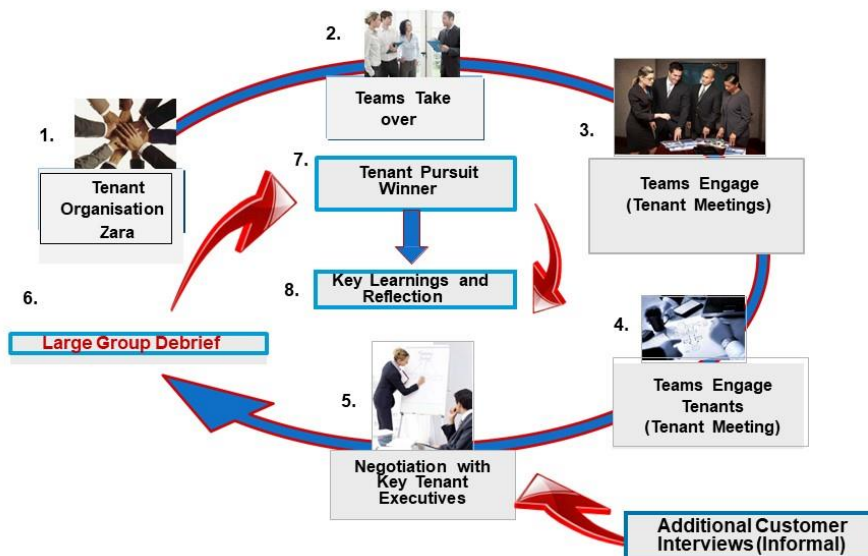 1.
Tenant
Organisation
Zara
2.
Teams Take
over
3.
Teams Engage
(Tenant Meetings)
4.
Teams Engage
Tenants
(Tenant Meeting)
5.
Negotiation with
Key Tenant
Executives
Additional Customer
Interviews (Informal)
6.
Large Group Debrief
7.
Tenant Pursuit
Winner
8.
Key Learnings and
Reflection